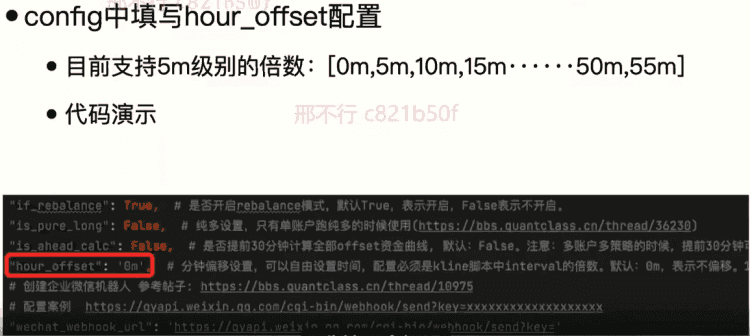 邢不行 c821b50f
• config中填写hour_offset配置
• 目前支持5m级别的倍数：[0m,5m,10m,15m······50m,55m]
• 代码演示
邢不行 c821b50f
"if_rebalance": True,  # 是否开启rebalance模式，默认True，表示开启，False表示不开启。
"is_pure_long": False,  # 纯多设置，只有单账户跑纯多的时候使用(https://bbs.quantclass.cn/thread/36230)
"is_ahead_calc": False,  # 是否提前30分钟计算全部offset资金曲线，默认：False。注意：多账户多策略的时候，提前30分钟可
"hour_offset": '0m',  # 分钟偏移设置，可以自由设置时间，配置必须是kline脚本中interval的倍数。默认：0m，表示不偏移。
# 创建企业微信机器人 参考帖子: https://bbs.quantclass.cn/thread/10975
# 配置案例  https://qyapi.weixin.qq.com/cgi-bin/webhook/send?key=xxxxxxxxxxxxxxxxxxx
"wechat_webhook_url": 'https://qyapi.weixin.qq.com/cgi-bin/webhook/send?key='